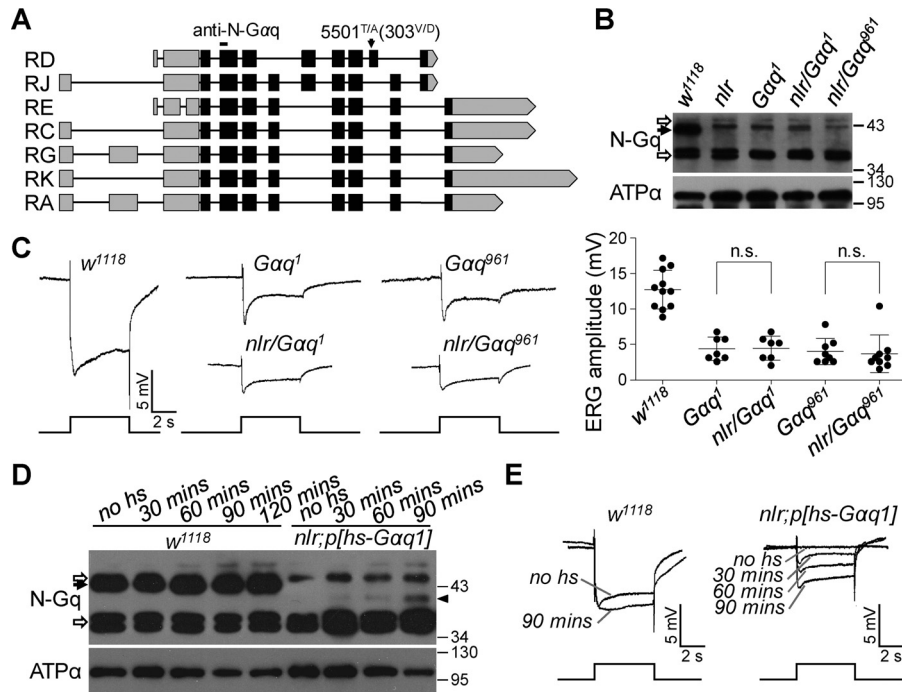 A
anti-N-Gαq
5501T/A(303V/D)
RD
RJ
RE
RC
RG
RK
RA
B
w1118
nlr
Gαq1
nlr/Gαq1
nlr/Gαq961
N-Gq
43
34
ATPα
130
95
C
w1118
Gαq1
Gαq961
nlr/Gαq1
nlr/Gαq961
5 mV
2 s
ERG amplitude (mV)
20
15
10
5
0
n.s.
n.s.
w1118
Gαq1
nlr/Gαq1
Gαq961
nlr/Gαq961
D
no hs
30 mins
60 mins
90 mins
120 mins
no hs
30 mins
60 mins
90 mins
w1118
nlr;p[hs-Gαq1]
N-Gq
43
34
ATPα
130
95
E
w1118
nlr;p[hs-Gαq1]
no hs
90 mins
5 mV
2 s
no hs
30 mins
60 mins
90 mins
5 mV
2 s